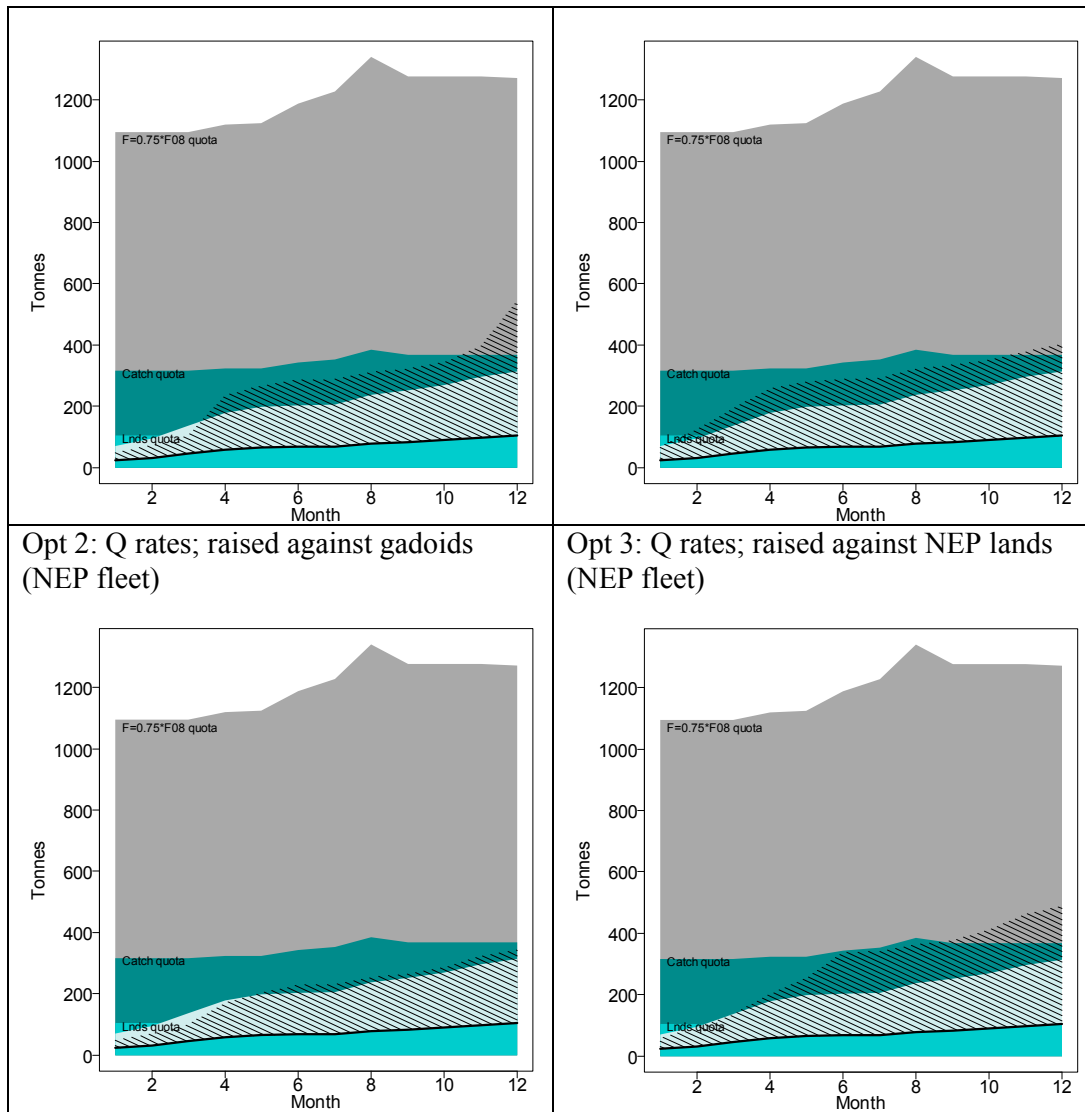 1200
1000
800
600
400
200
0
Tonnes
F=0.75*F08 quota
Catch quota
Lnds quota
2 4 6 8 10 12
Month
1200
1000
800
600
400
200
0
Tonnes
F=0.75*F08 quota
Catch quota
Lnds quota
2 4 6 8 10 12
Month
Opt 2: Q rates; raised against gadoids
(NEP fleet)
1200
1000
800
600
400
200
0
Tonnes
F=0.75*F08 quota
Catch quota
Lnds quota
2 4 6 8 10 12
Month
Opt 3: Q rates; raised against NEP lands
(NEP fleet)
1200
1000
800
600
400
200
0
Tonnes
F=0.75*F08 quota
Catch quota
Lnds quota
2 4 6 8 10 12
Month